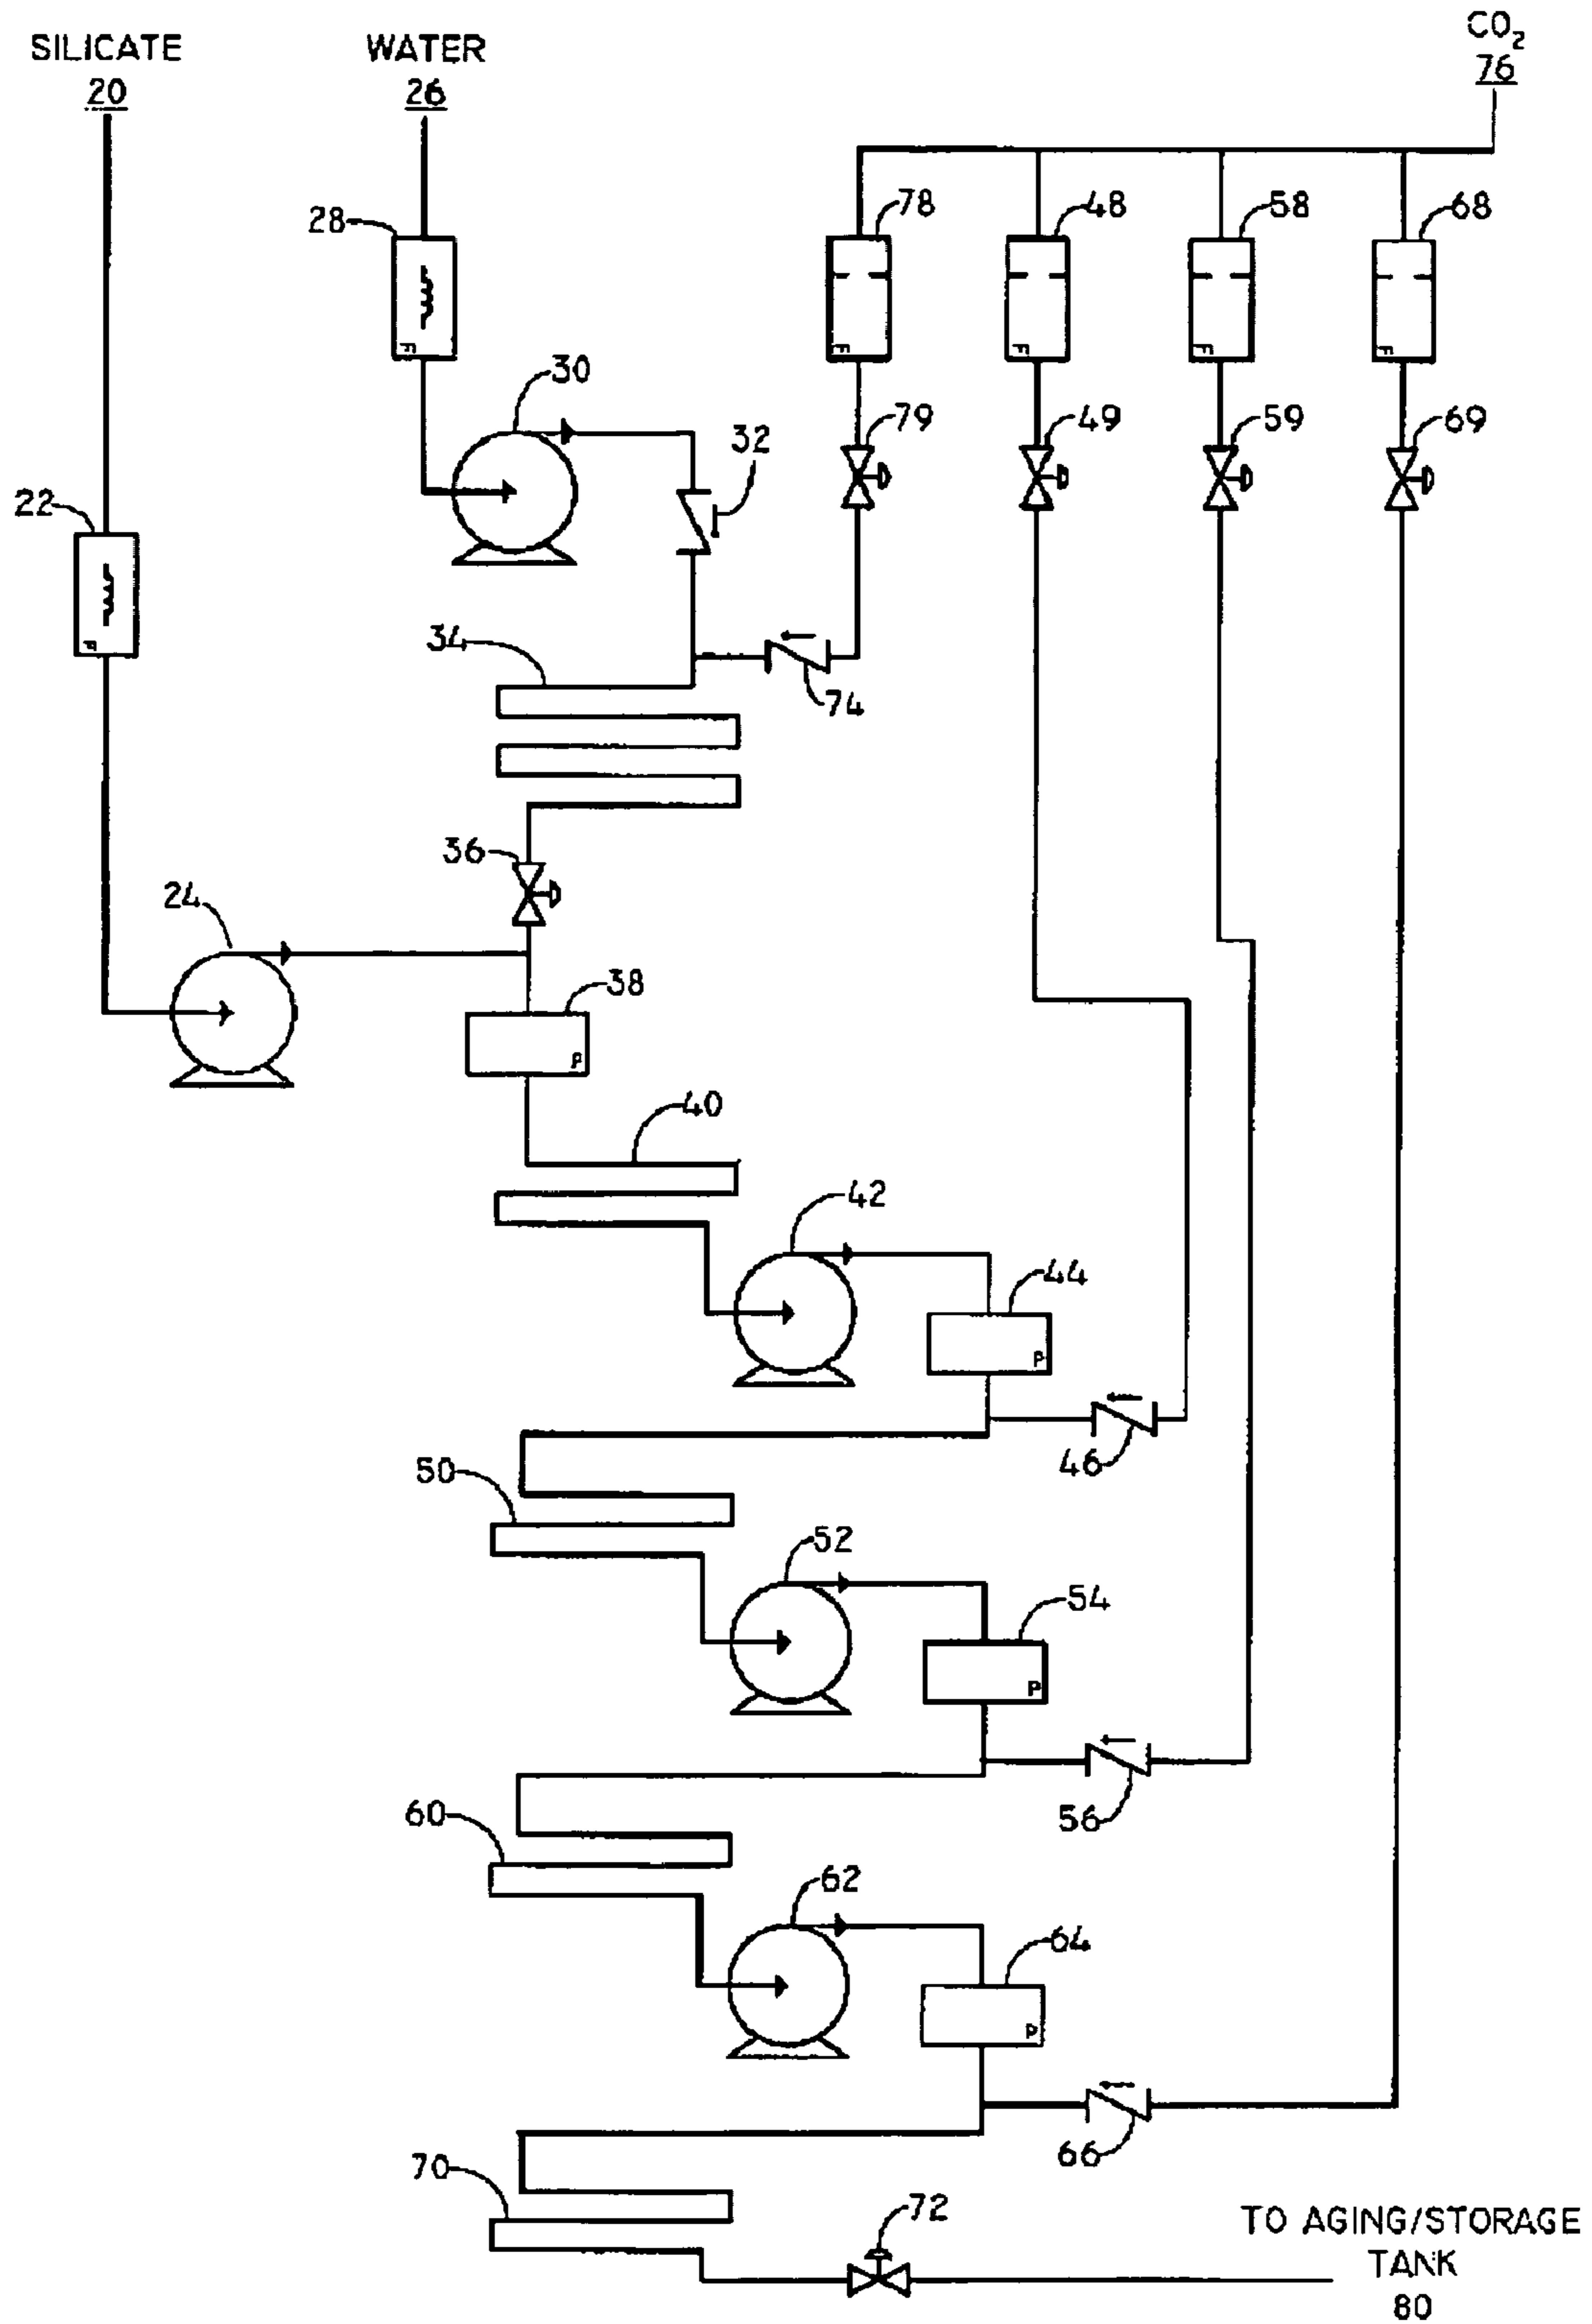 SILICATE
20
WATER
26
CO₂
76
28
78
48
58
68
F
F
F
F
F
30
79
49
59
69
32
22
F
34
74
36
24
38
P
40
42
44
P
46
50
52
54
P
56
60
62
64
P
66
70
72
TO AGING/STORAGE
TANK
80